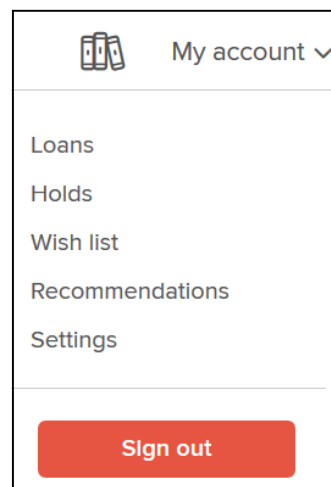 My account
Loans
Holds
Wish list
Recommendations
Settings
Sign out